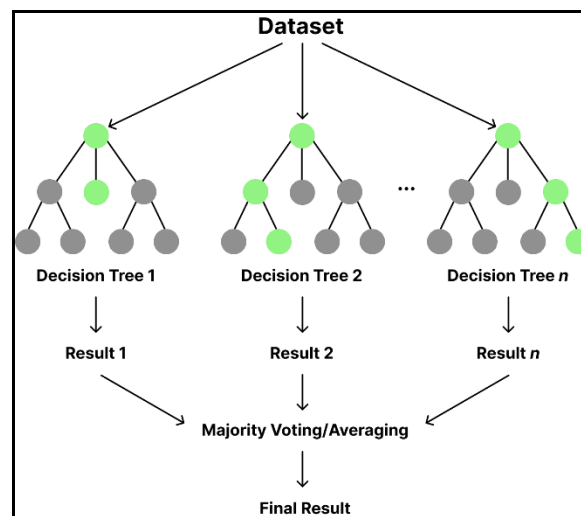 Dataset
...
Decision Tree 1
Decision Tree 2
Decision Tree n
Result 1
Result 2
Result n
Majority Voting/Averaging
Final Result